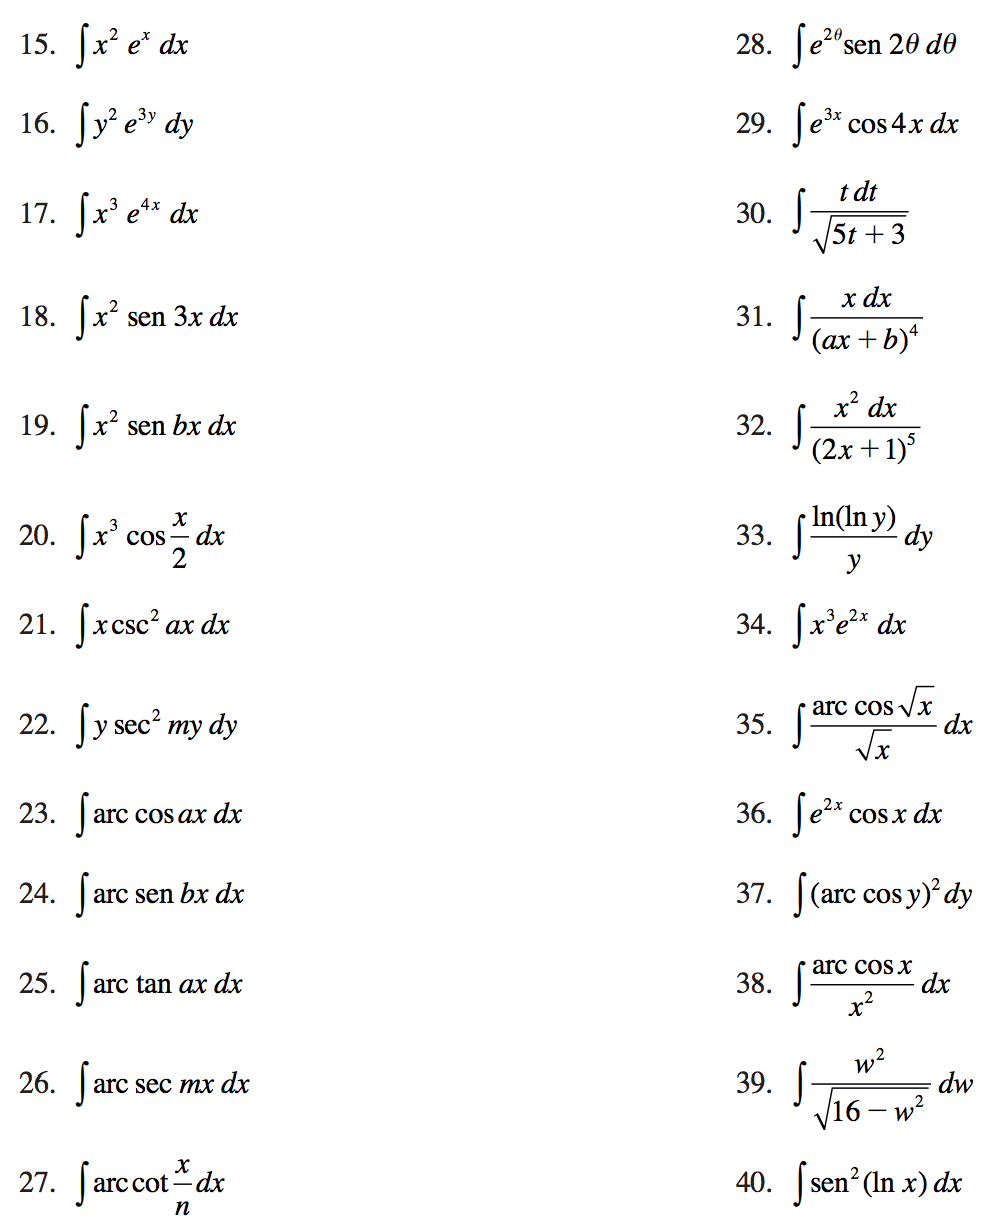 15. ∫x² eˣ dx
16. ∫y² e³ʸ dy
17. ∫x³ e⁴ˣ dx
18. ∫x² sen 3x dx
19. ∫x² sen bx dx
20. ∫x³ cos x/2 dx
21. ∫x csc² ax dx
22. ∫y sec² my dy
23. ∫arc cos ax dx
24. ∫arc sen bx dx
25. ∫arc tan ax dx
26. ∫arc sec mx dx
27. ∫arc cot x/n dx
28. ∫e²ᶿ sen 2θ dθ
29. ∫e³ˣ cos 4x dx
30. ∫t dt/√(5t + 3)
31. ∫x dx/(ax + b)⁴
32. ∫x² dx/(2x + 1)⁵
33. ∫ln(ln y)/y dy
34. ∫x³e²ˣ dx
35. ∫arc cos √x/√x dx
36. ∫e²ˣ cos x dx
37. ∫(arc cos y)² dy
38. ∫arc cos x/x² dx
39. ∫w²/√(16 − w²) dw
40. ∫sen² (ln x) dx